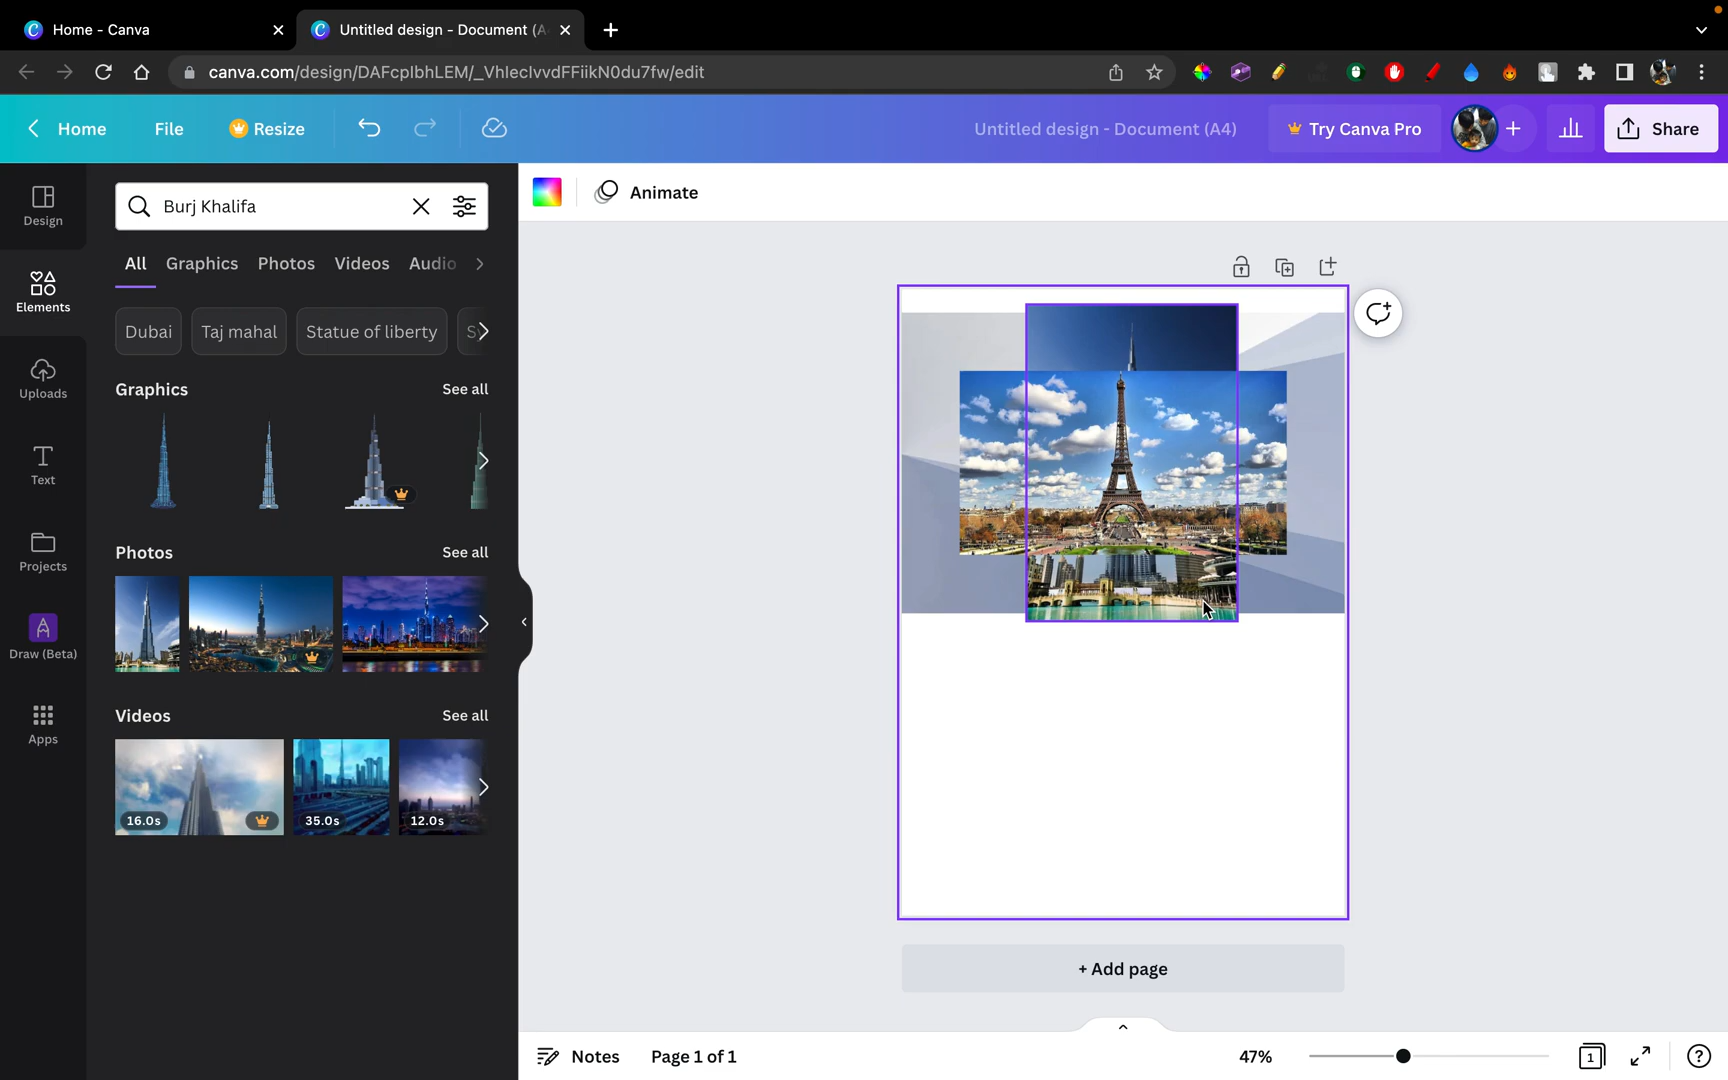 Home - Canva
Untitled design - Document (A
canva.com/design/DAFcpIbhLEM/_VhIecIvvdFFiikN0du7fw/edit
Home
File
Resize
Untitled design - Document (A4)
Try Canva Pro
Share
Design
Elements
Uploads
Text
Projects
Draw (Beta)
Apps
Burj Khalifa
All
Graphics
Photos
Videos
Audio
Dubai
Taj mahal
Statue of liberty
Graphics
See all
Photos
See all
Videos
See all
16.0s
35.0s
12.0s
Animate
+ Add page
Notes
Page 1 of 1
47%
1